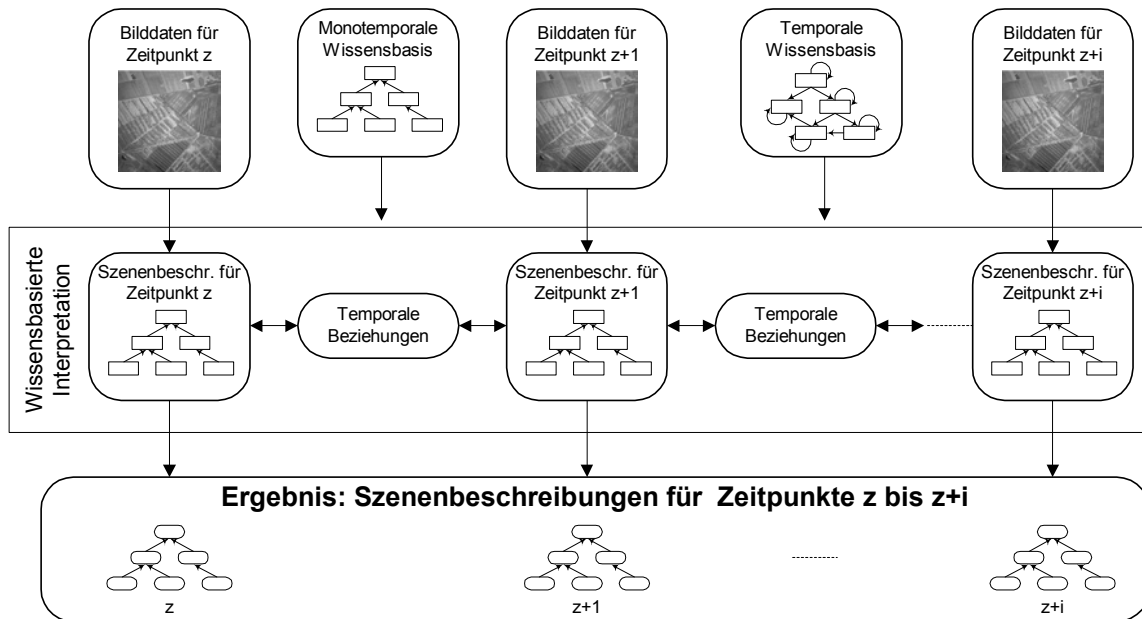 Bilddaten für
Zeitpunkt z
Monotemporale
Wissensbasis
Bilddaten für
Zeitpunkt z+1
Temporale
Wissensbasis
Bilddaten für
Zeitpunkt z+i
Wissensbasierte
Interpretation
Szenenbeschr. für
Zeitpunkt z
Temporale
Beziehungen
Szenenbeschr. für
Zeitpunkt z+1
Temporale
Beziehungen
Szenenbeschr. für
Zeitpunkt z+i
Ergebnis: Szenenbeschreibungen für Zeitpunkte z bis z+i
z
z+1
z+i